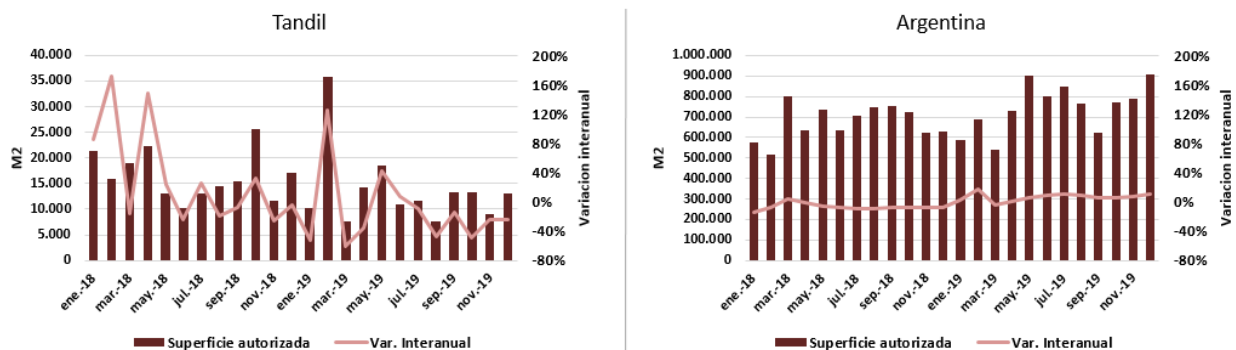 Tandil
40.000
35.000
30.000
25.000
20.000
15.000
10.000
5.000
0
M2
200%
160%
120%
80%
40%
0%
-40%
-80%
Variacion interanual
ene.-18
mar.-18
may.-18
jul.-18
sep.-18
nov.-18
ene.-19
mar.-19
may.-19
jul.-19
sep.-19
nov.-19
Superficie autorizada
Var. Interanual
Argentina
1.000.000
900.000
800.000
700.000
600.000
500.000
400.000
300.000
200.000
100.000
0
M2
200%
160%
120%
80%
40%
0%
-40%
-80%
Variacion interanual
ene.-18
mar.-18
may.-18
jul.-18
sep.-18
nov.-18
ene.-19
mar.-19
may.-19
jul.-19
sep.-19
nov.-19
Superficie autorizada
Var. Interanual